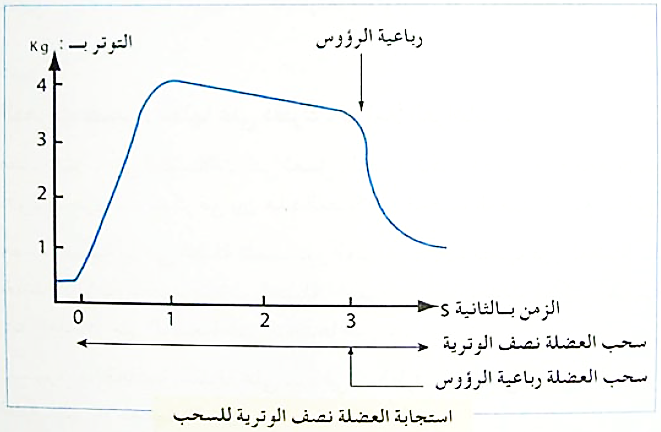 التوتر بـ : Kg
رباعية الرؤوس
4
3
2
1
0 1 2 3
الزمن بالثانية S
سحب العضلة نصف الوترية
سحب العضلة رباعية الرؤوس
استجابة العضلة نصف الوترية للسحب